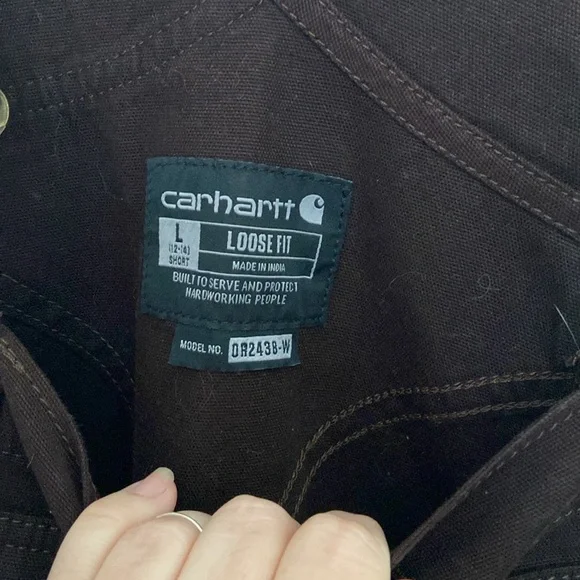 carhartt
L
(12-14)
SHORT
LOOSE FIT
MADE IN INDIA
BUILT TO SERVE AND PROTECT
HARDWORKING PEOPLE
MODEL NO. OR2438-W